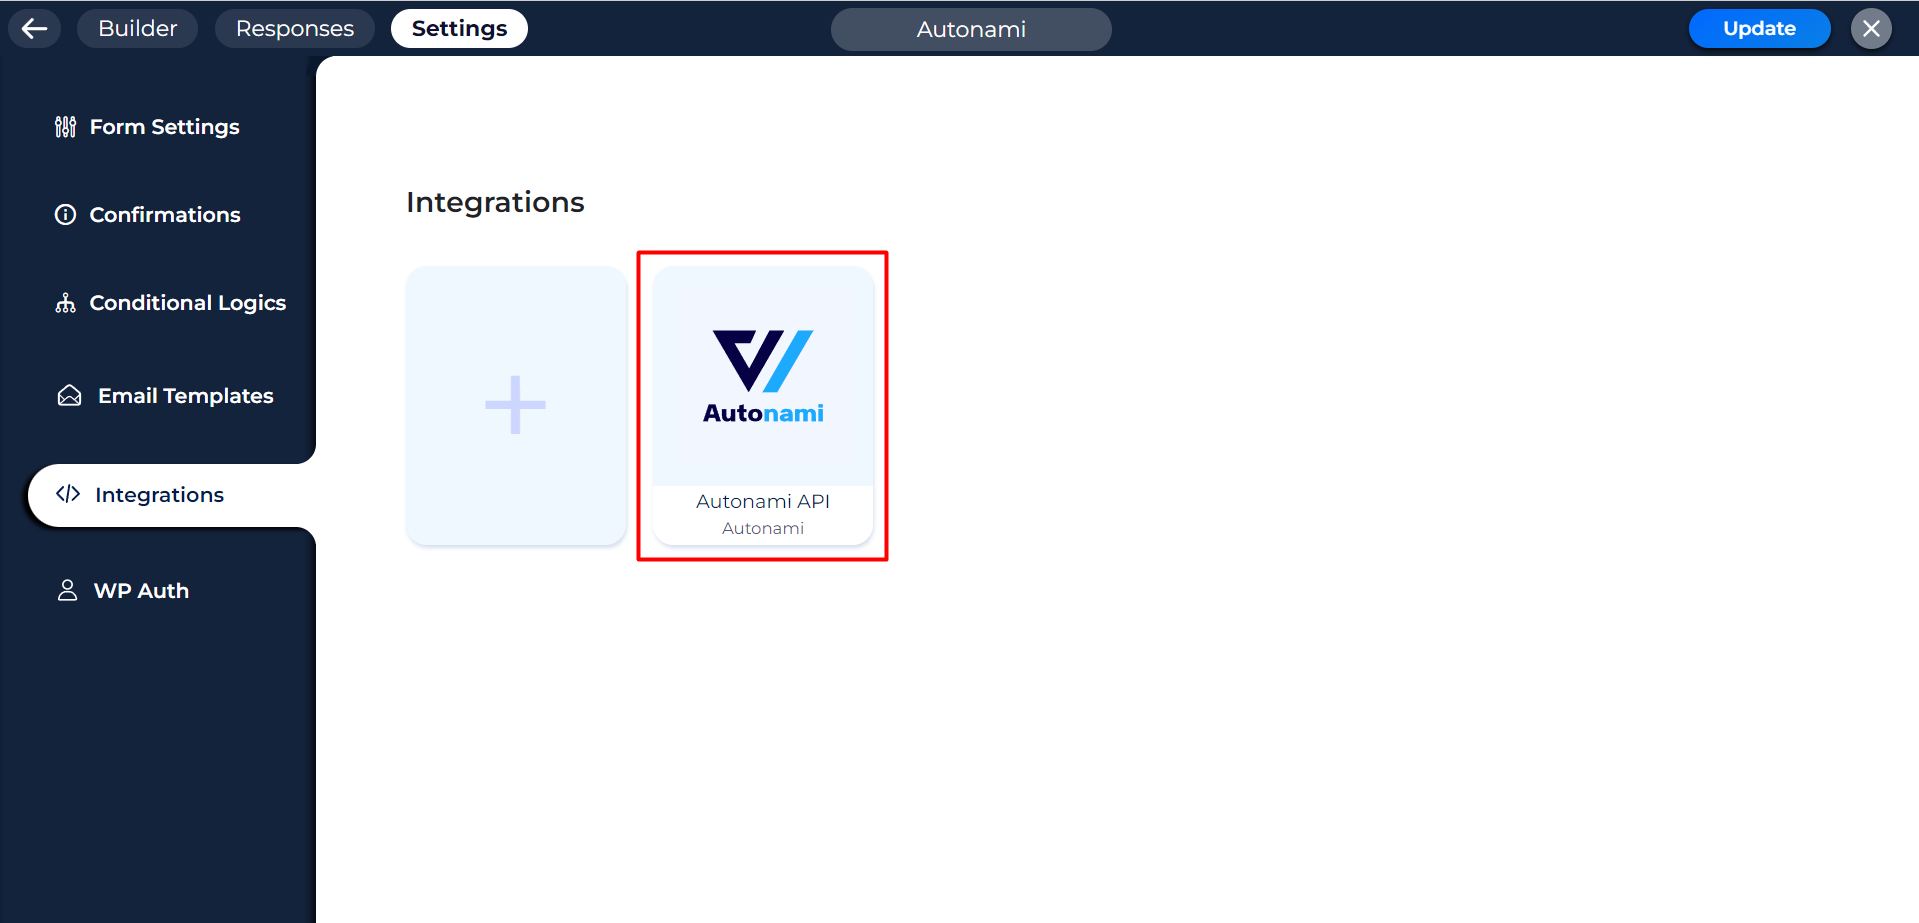 Builder
Responses
Settings
Autonami
Update
Form Settings
Confirmations
Conditional Logics
Email Templates
Integrations
WP Auth
Integrations
Autonami
Autonami API
Autonami